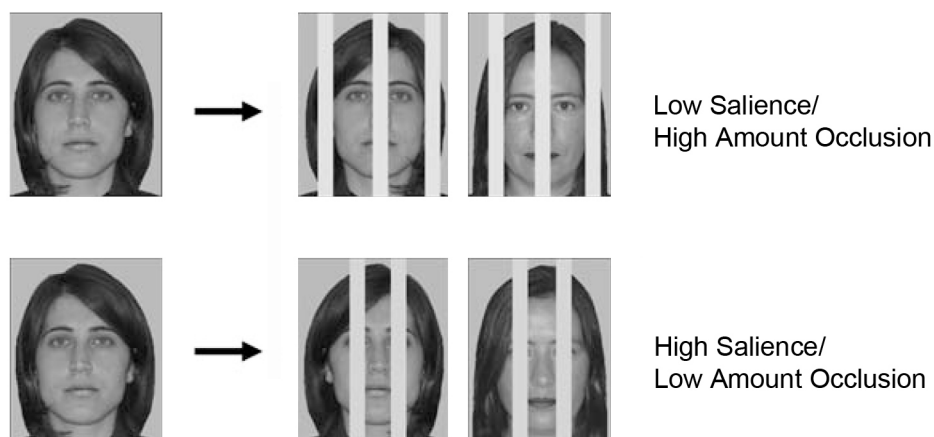 Low Salience/
High Amount Occlusion
High Salience/
Low Amount Occlusion